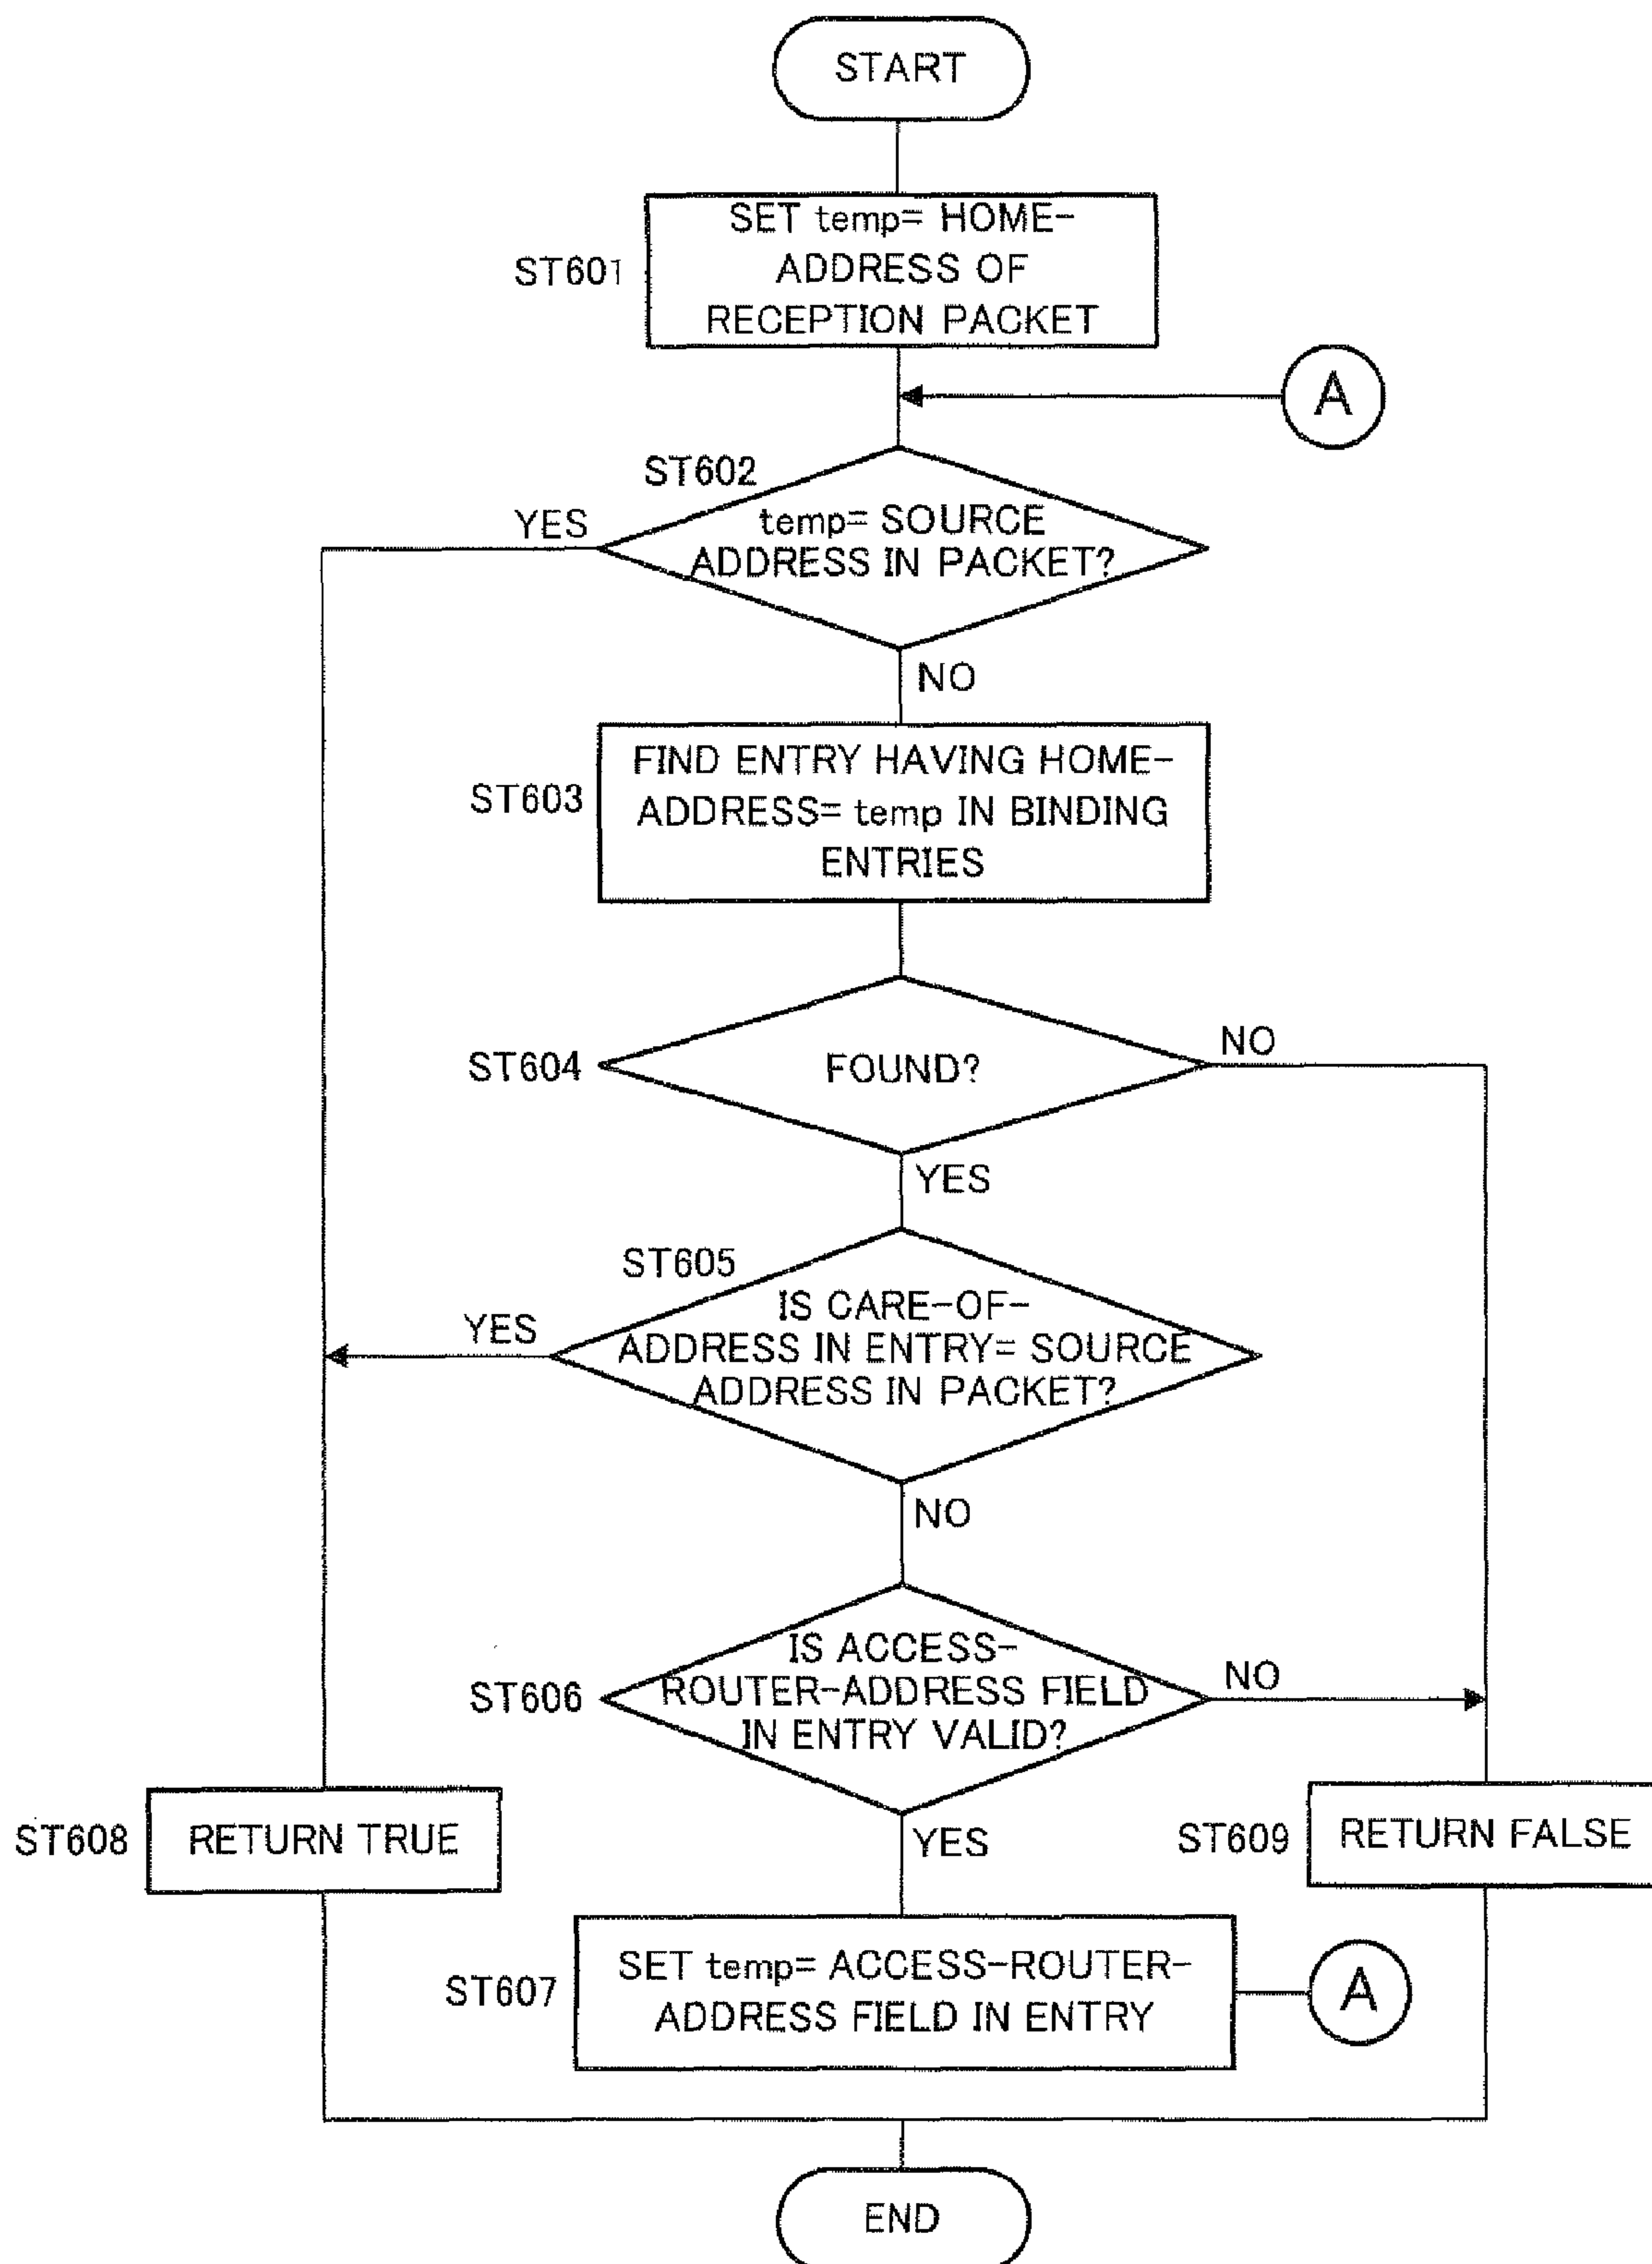 START
SET temp= HOME-
ADDRESS OF
RECEPTION PACKET
ST601
A
ST602
temp= SOURCE
ADDRESS IN PACKET?
YES
NO
FIND ENTRY HAVING HOME-
ADDRESS= temp IN BINDING
ENTRIES
ST603
ST604
FOUND?
NO
YES
ST605
IS CARE-OF-
ADDRESS IN ENTRY= SOURCE
ADDRESS IN PACKET?
YES
NO
IS ACCESS-
ROUTER-ADDRESS FIELD
IN ENTRY VALID?
ST606
NO
YES
ST608
RETURN TRUE
ST609
RETURN FALSE
ST607
SET temp= ACCESS-ROUTER-
ADDRESS FIELD IN ENTRY
A
END